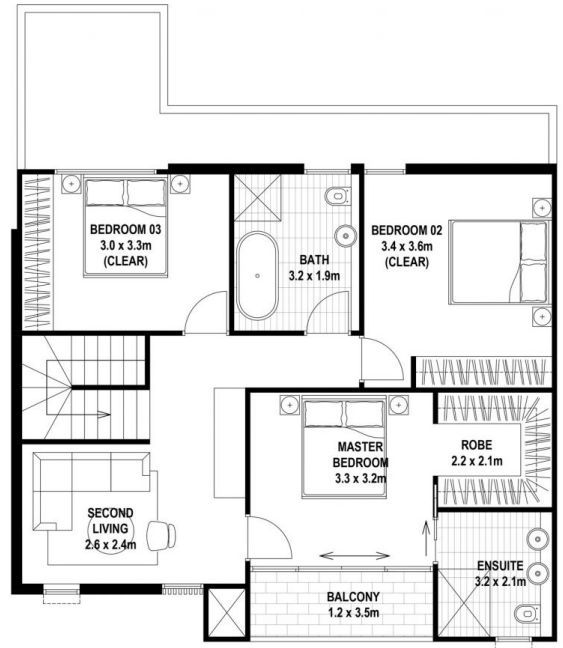 BEDROOM 03
3.0 x 3.3m
(CLEAR)
BATH
3.2 x 1.9m
BEDROOM 02
3.4 x 3.6m
(CLEAR)
MASTER
BEDROOM
3.3 x 3.2m
ROBE
2.2 x 2.1m
SECOND
LIVING
2.6 x 2.4m
ENSUITE
3.2 x 2.1m
BALCONY
1.2 x 3.5m